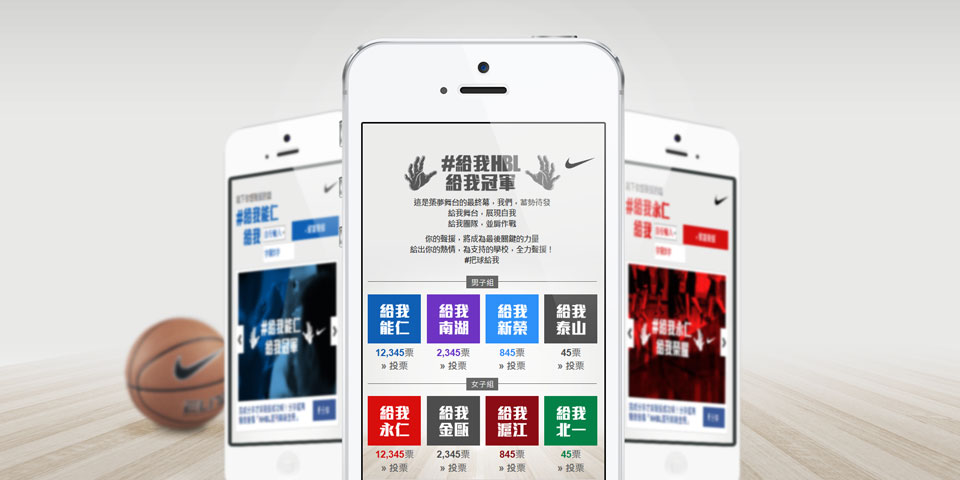 #給我HBL
給我冠軍
這是築夢舞台的最終幕，我們，蓄勢待發
給我舞台，展現自我
給我團隊，並肩作戰
你的聲援，將成為最後關鍵的力量
給出你的熱情，為支持的學校，全力聲援！
#把球給我
男子組
給我
能仁
給我
南湖
給我
新榮
給我
泰山
12,345票
2,345票
845票
45票
» 投票
» 投票
» 投票
» 投票
女子組
給我
永仁
給我
金甌
給我
滬江
給我
北一
12,345票
2,345票
845票
45票
» 投票
» 投票
» 投票
» 投票
#給我能仁
給我
#給我能仁
給我冠軍
#給我永仁
給我
#給我永仁
給我榮耀